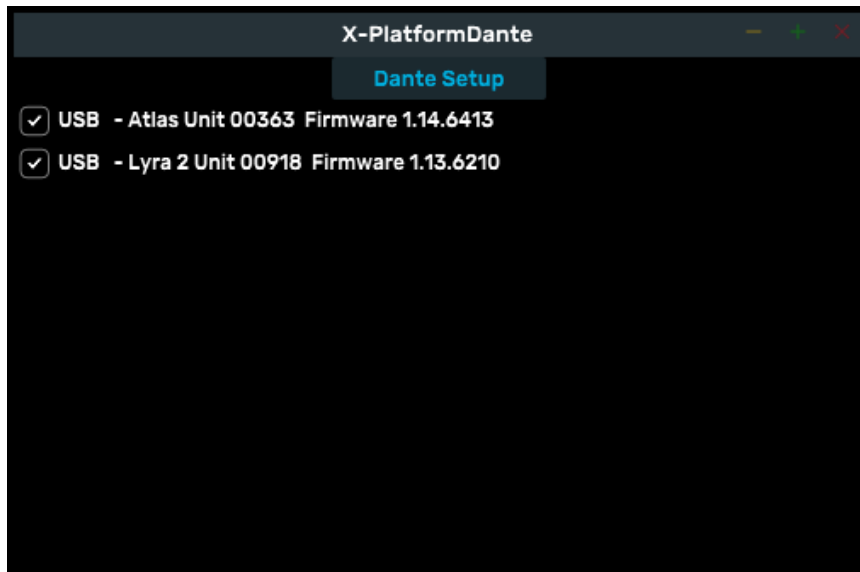 X-PlatformDante
Dante Setup
USB - Atlas Unit 00363 Firmware 1.14.6413
USB - Lyra 2 Unit 00918 Firmware 1.13.6210